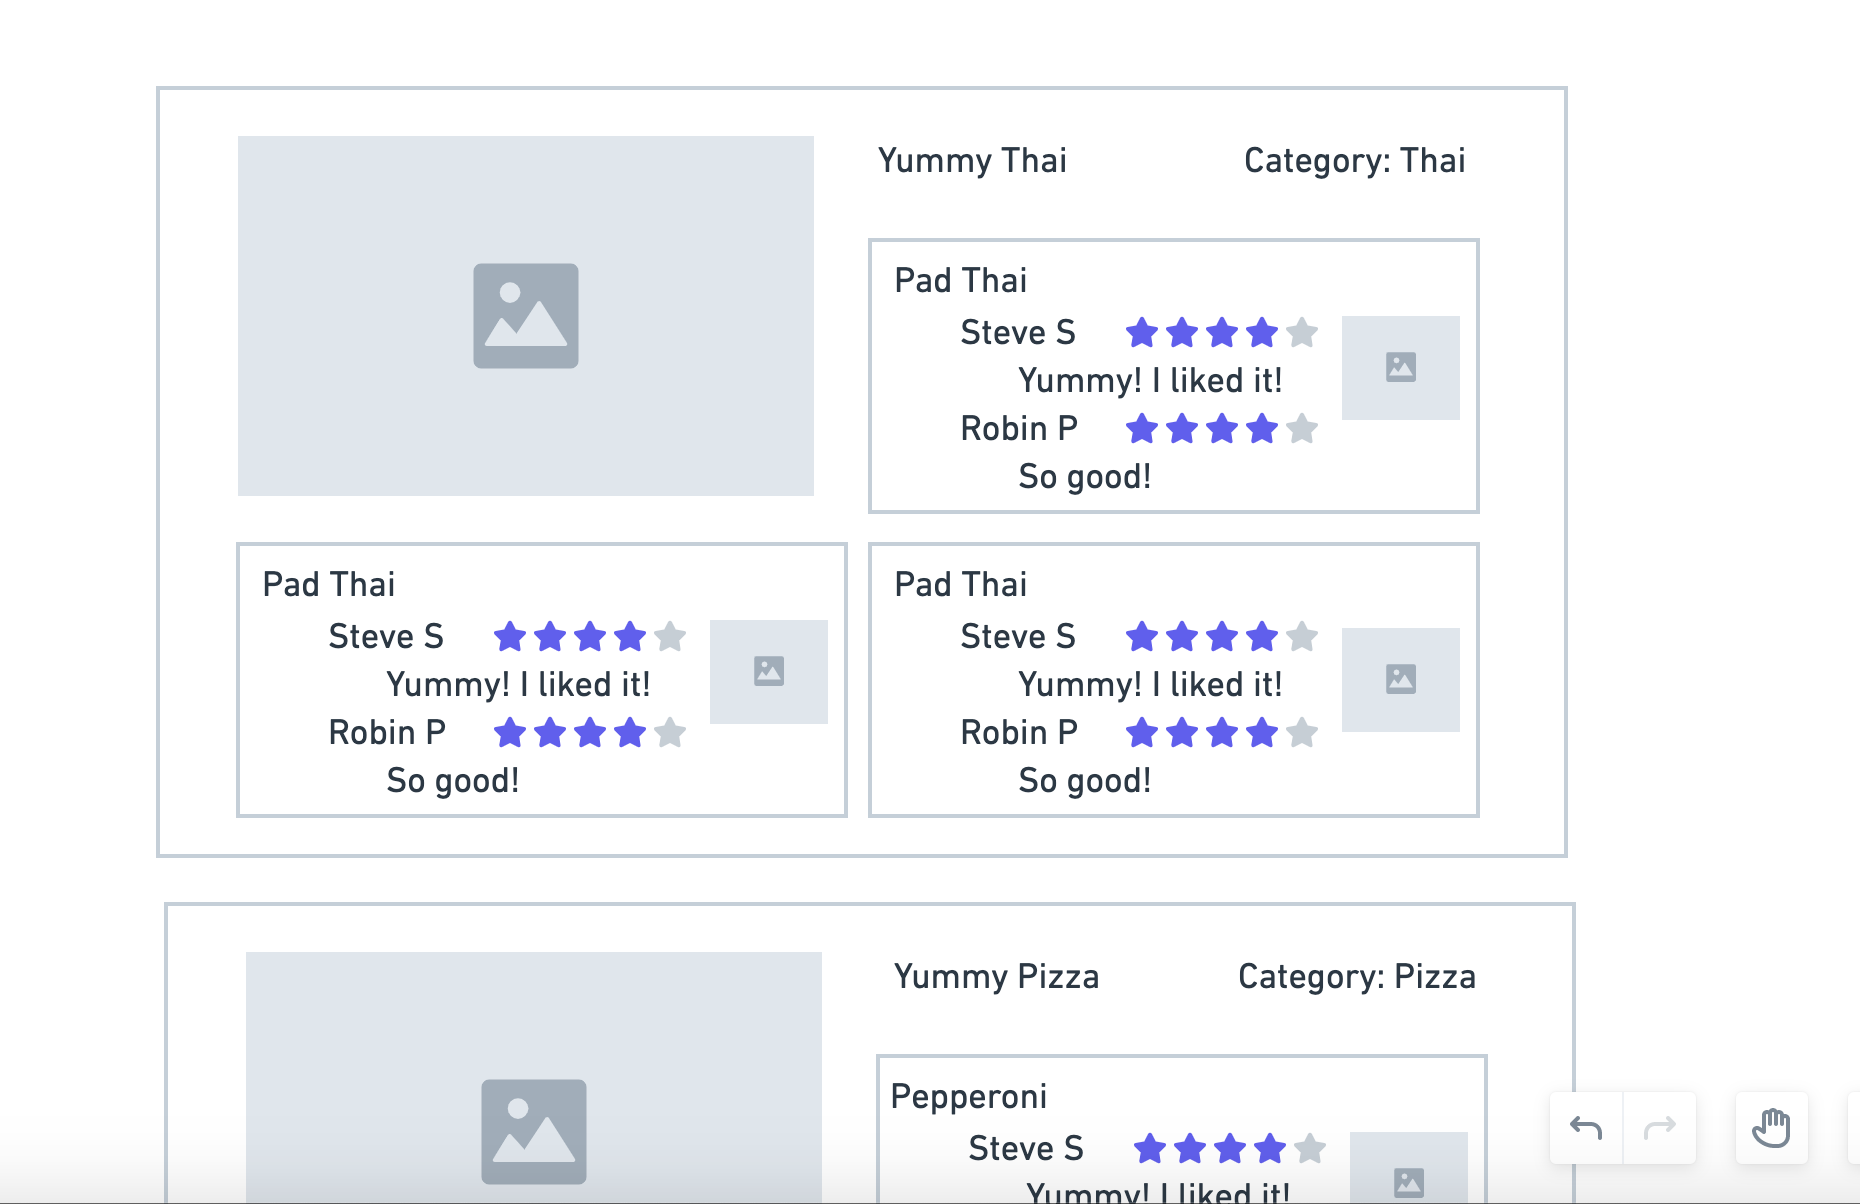 Yummy Thai
Category: Thai
Pad Thai
Steve S
Yummy! I liked it!
Robin P
So good!
Pad Thai
Steve S
Yummy! I liked it!
Robin P
So good!
Pad Thai
Steve S
Yummy! I liked it!
Robin P
So good!
Yummy Pizza
Category: Pizza
Pepperoni
Steve S
Yummy! I liked it!